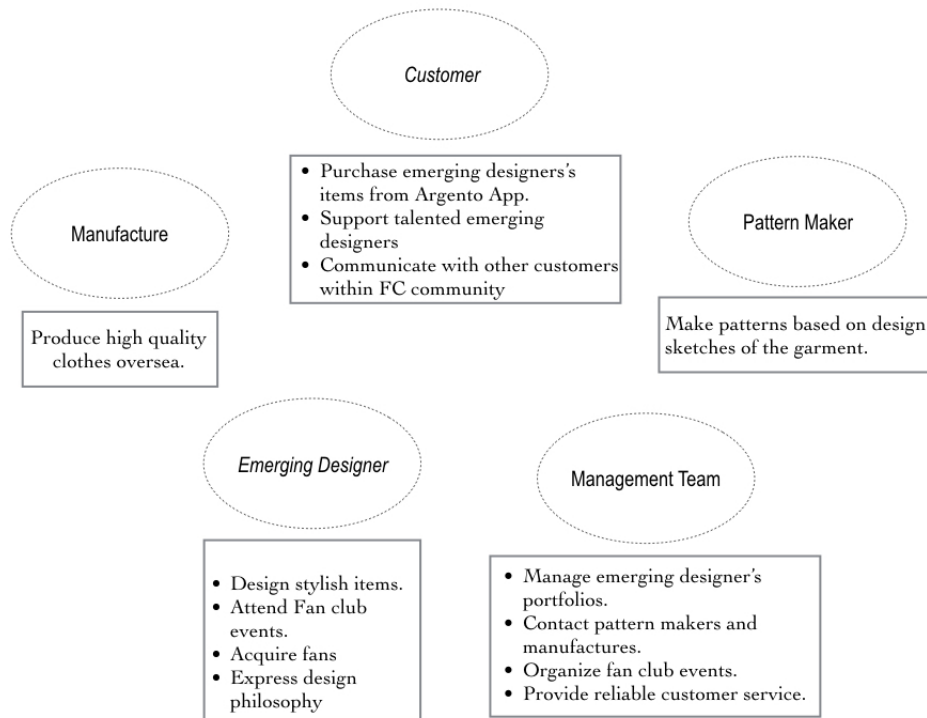 Customer
• Purchase emerging designers's
items from Argento App.
• Support talented emerging
designers
• Communicate with other customers
within FC community
Manufacture
Produce high quality
clothes oversea.
Pattern Maker
Make patterns based on design
sketches of the garment.
Emerging Designer
• Design stylish items.
• Attend Fan club
events.
• Acquire fans
• Express design
philosophy
Management Team
• Manage emerging designer's
portfolios.
• Contact pattern makers and
manufactures.
• Organize fan club events.
• Provide reliable customer service.